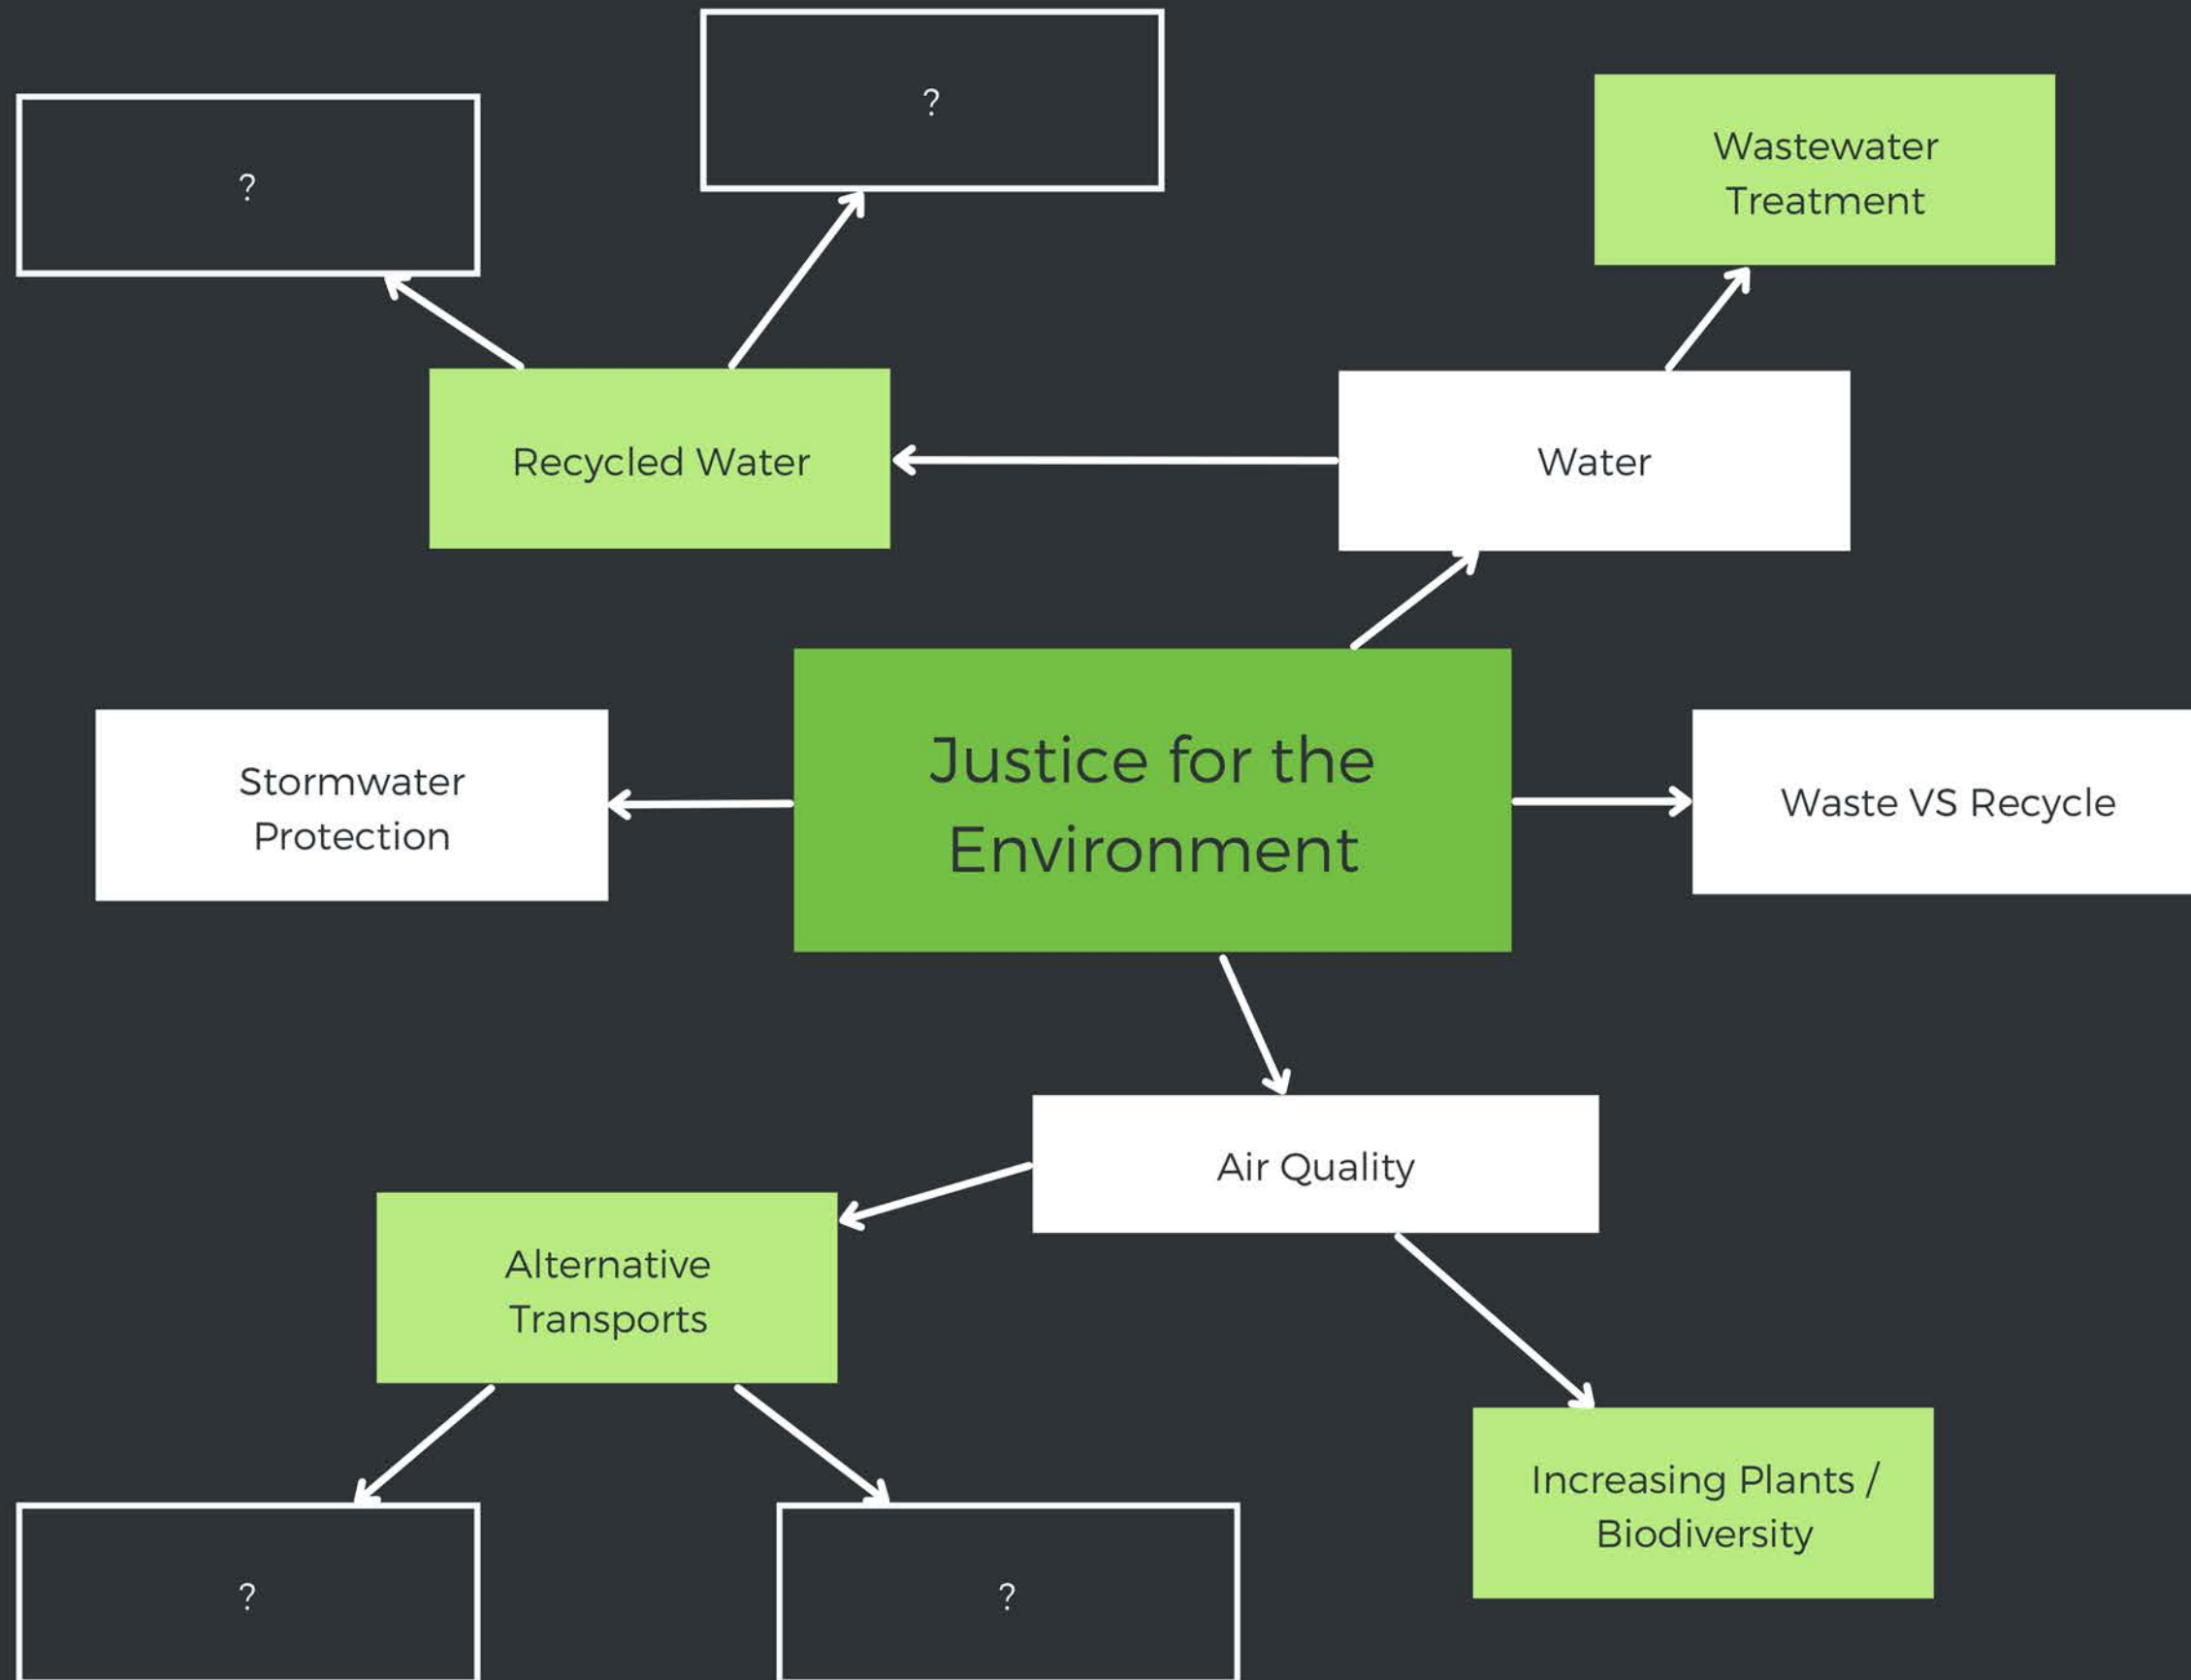 ?
?
Wastewater
Treatment
Recycled Water
Water
Justice for the
Environment
Stormwater
Protection
Waste VS Recycle
Air Quality
Alternative
Transports
Increasing Plants /
Biodiversity
?
?